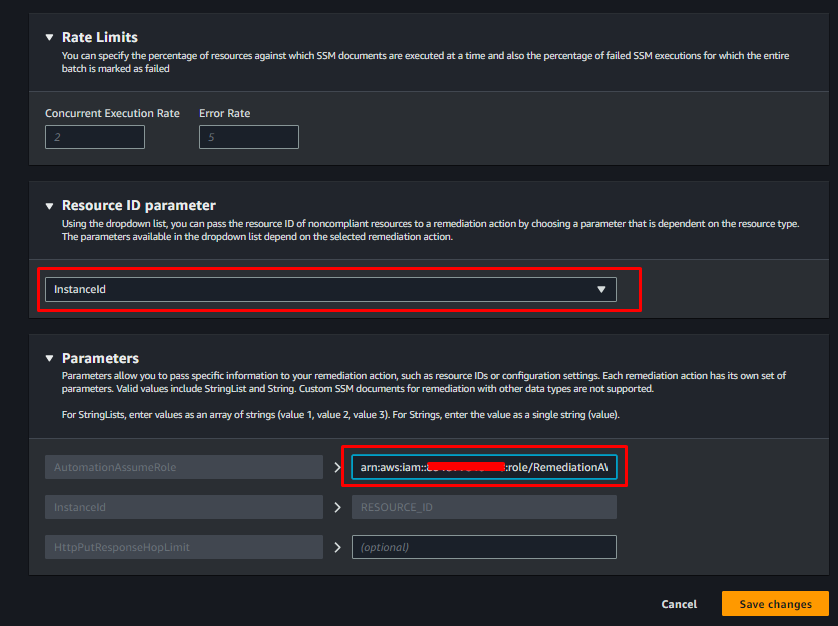 Rate Limits
You can specify the percentage of resources against which SSM documents are executed at a time and also the percentage of failed SSM executions for which the entire
batch is marked as failed
Concurrent Execution Rate Error Rate
2 5
Resource ID parameter
Using the dropdown list, you can pass the resource ID of noncompliant resources to a remediation action by choosing a parameter that is dependent on the resource type.
The parameters available in the dropdown list depend on the selected remediation action.
InstanceId
Parameters
Parameters allow you to pass specific information to your remediation action, such as resource IDs or configuration settings. Each remediation action has its own set of
parameters. Valid values include StringList and String. Custom SSM documents for remediation with other data types are not supported.
For StringLists, enter values as an array of strings (value 1, value 2, value 3). For Strings, enter the value as a single string (value).
AutomationAssumeRole arn:aws:iam:: :role/RemediationAV
InstanceId RESOURCE_ID
HttpPutResponseHopLimit (optional)
Cancel Save changes